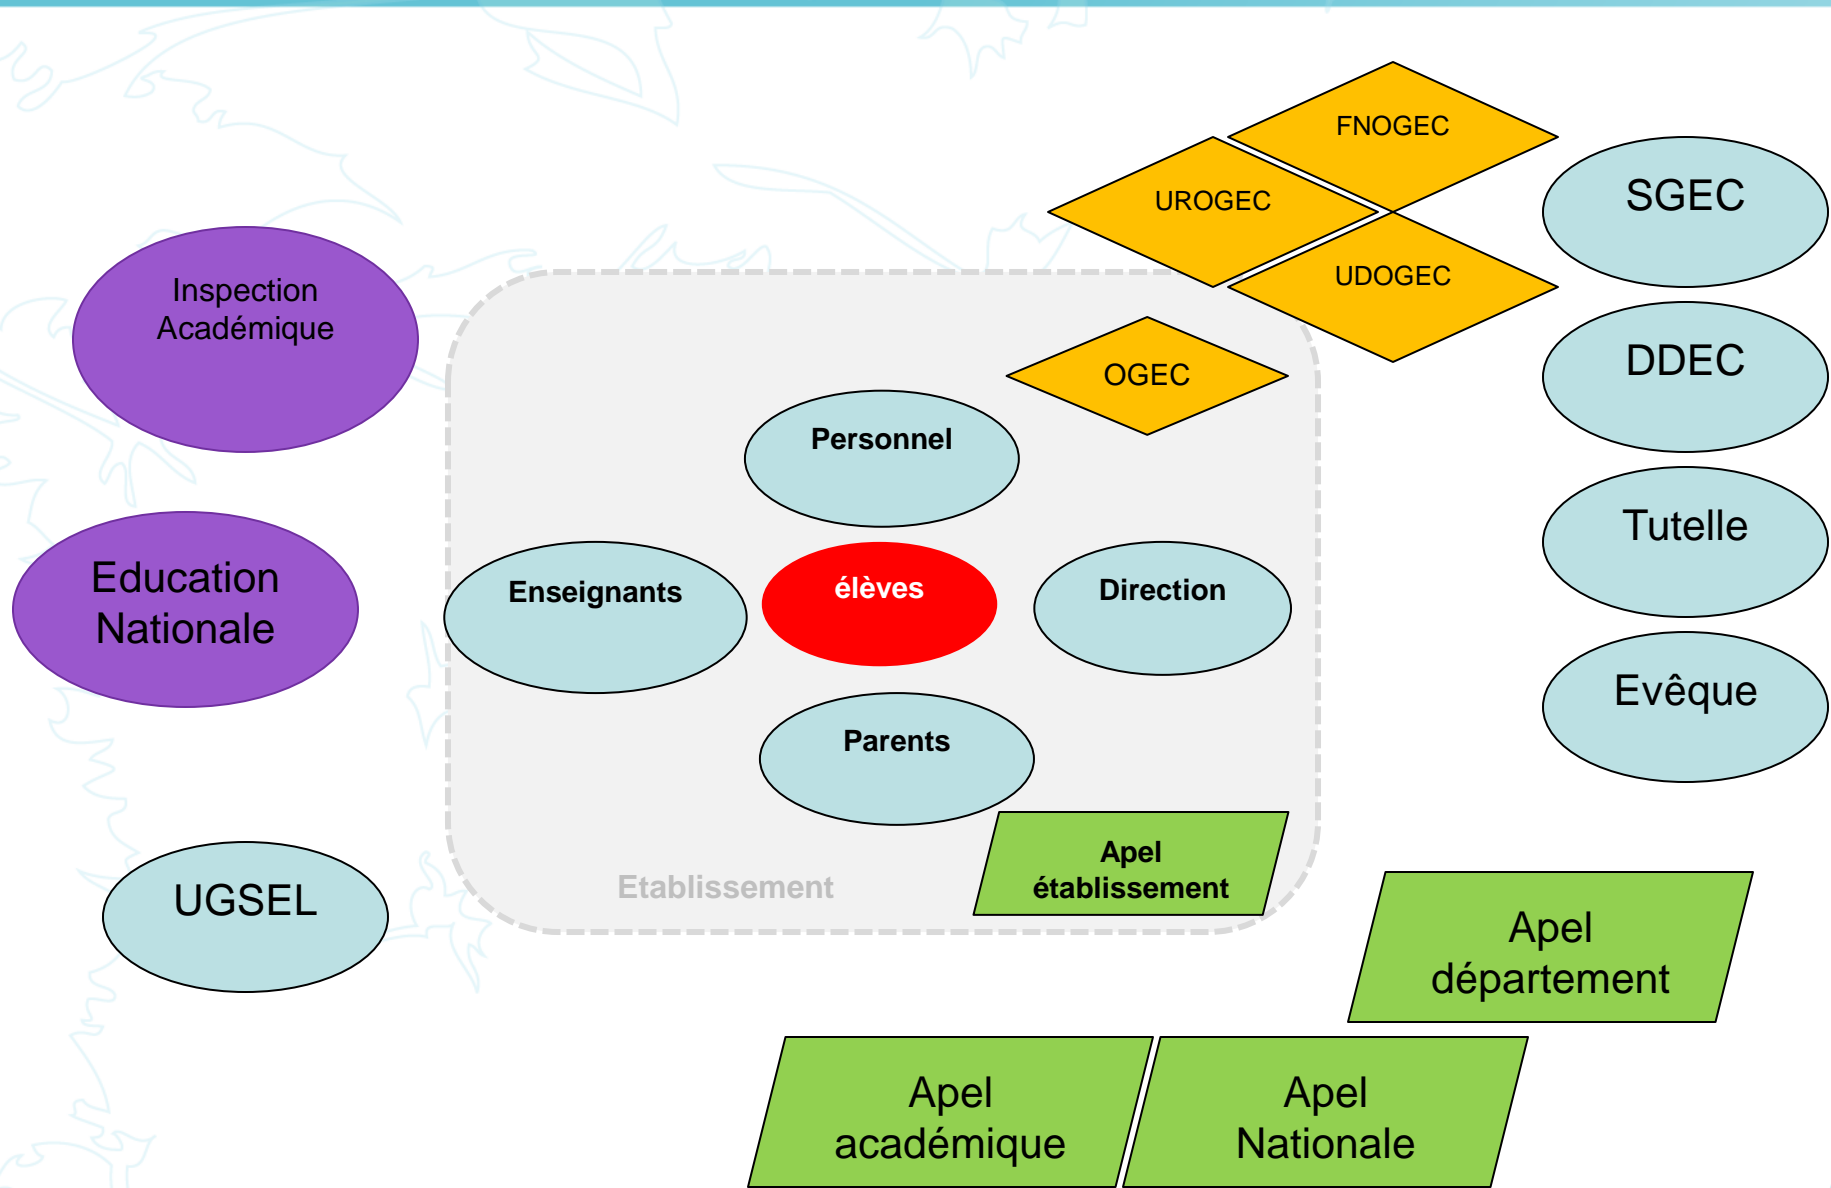 FNOGEC
UROGEC
SGEC
UDOGEC
Inspection
Académique
DDEC
OGEC
Personnel
Tutelle
Education
Nationale
Enseignants
élèves
Direction
Evêque
Parents
Apel
établissement
Etablissement
UGSEL
Apel
département
Apel
académique
Apel
Nationale